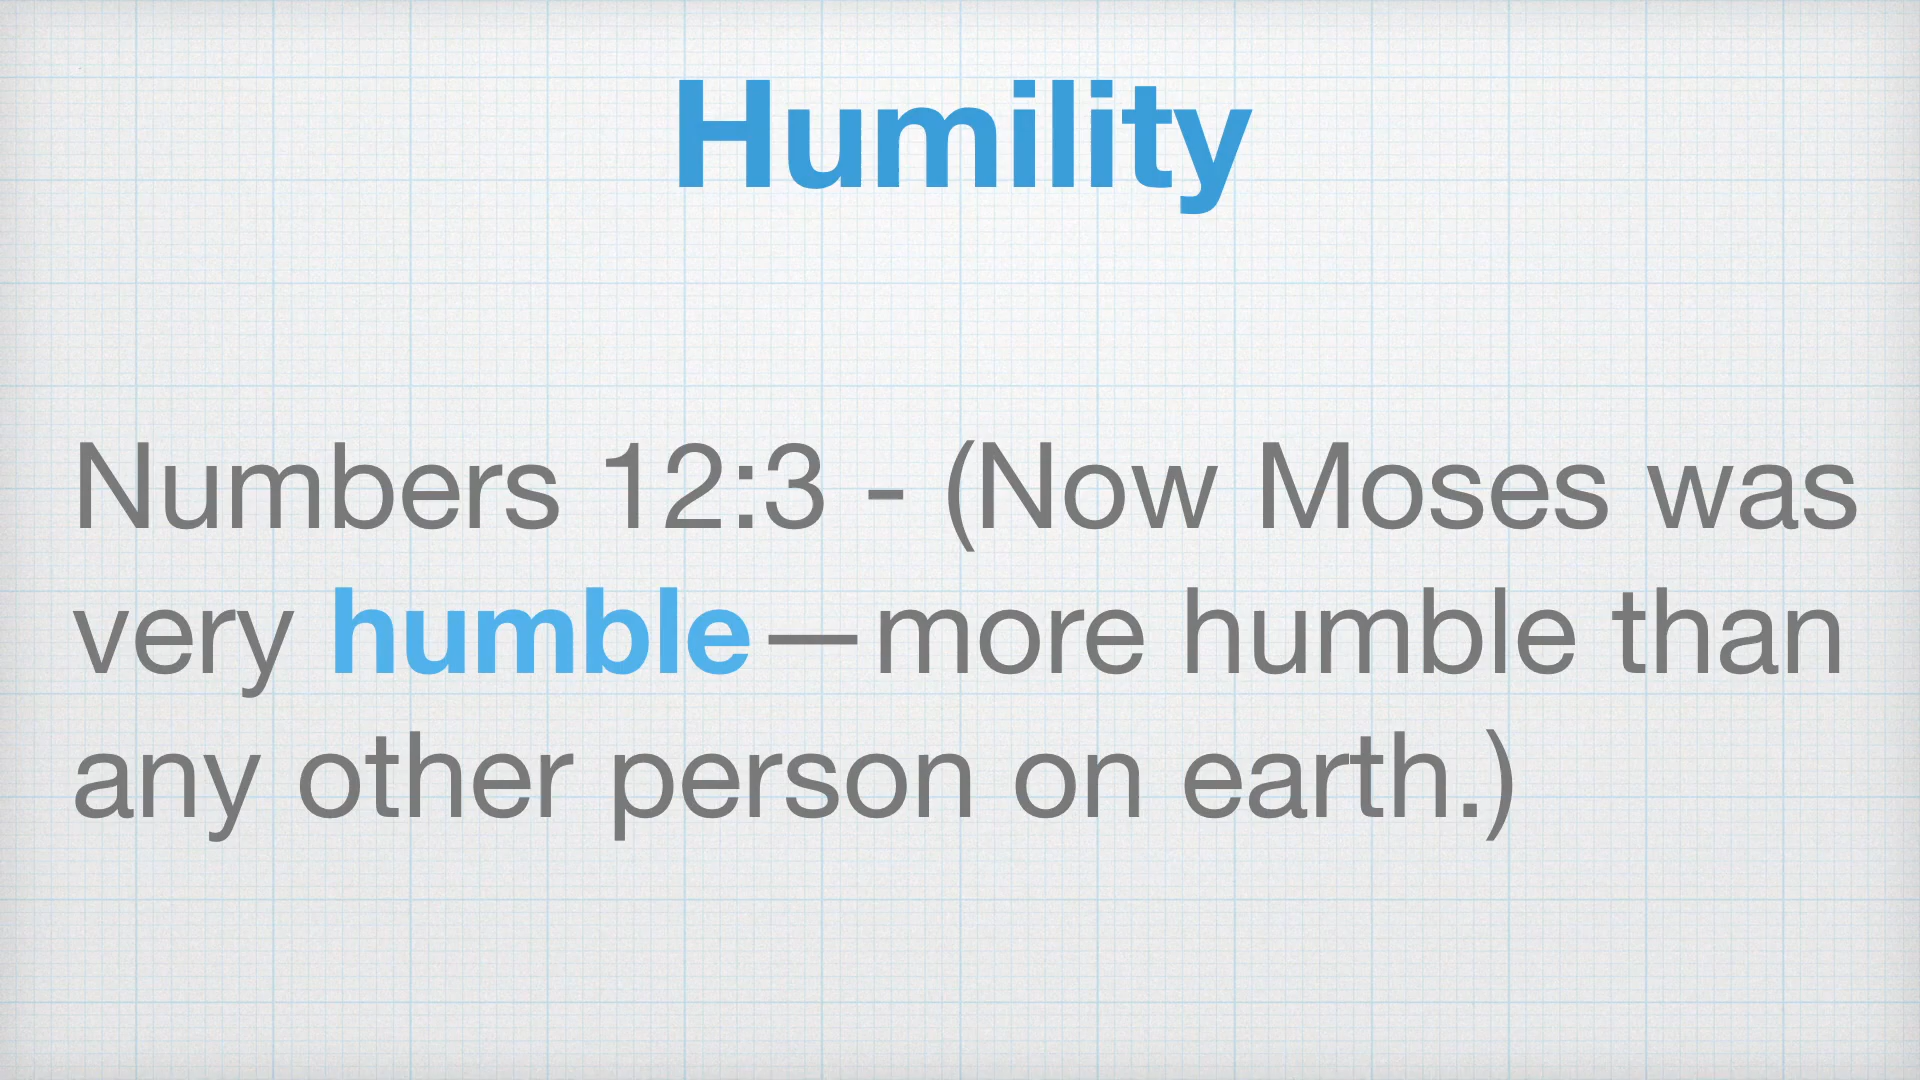 Humility
Numbers 12:3 - (Now Moses was
very humble—more humble than
any other person on earth.)